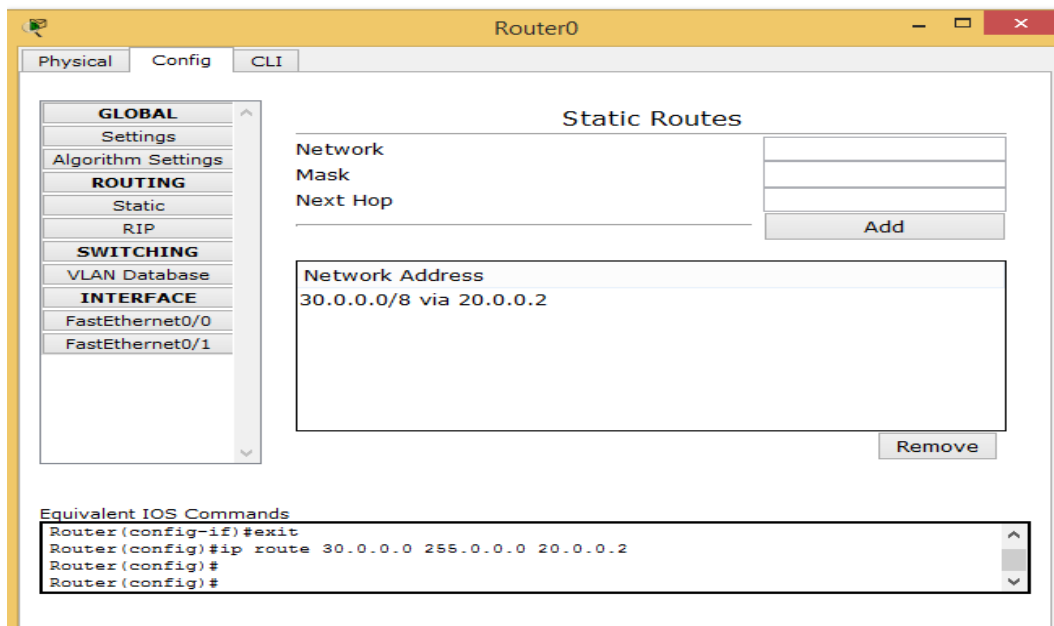 Router0
Physical Config CLI
GLOBAL
Settings
Algorithm Settings
ROUTING
Static
RIP
SWITCHING
VLAN Database
INTERFACE
FastEthernet0/0
FastEthernet0/1
Static Routes
Network
Mask
Next Hop
Add
Network Address
30.0.0.0/8 via 20.0.0.2
Remove
Equivalent IOS Commands
Router(config-if)#exit
Router(config)#ip route 30.0.0.0 255.0.0.0 20.0.0.2
Router(config)#
Router(config)#